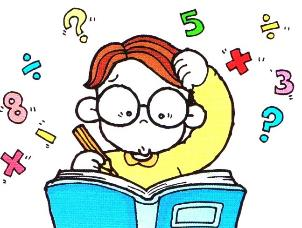 ? 5 ÷
÷ × 3
8 − ?
×